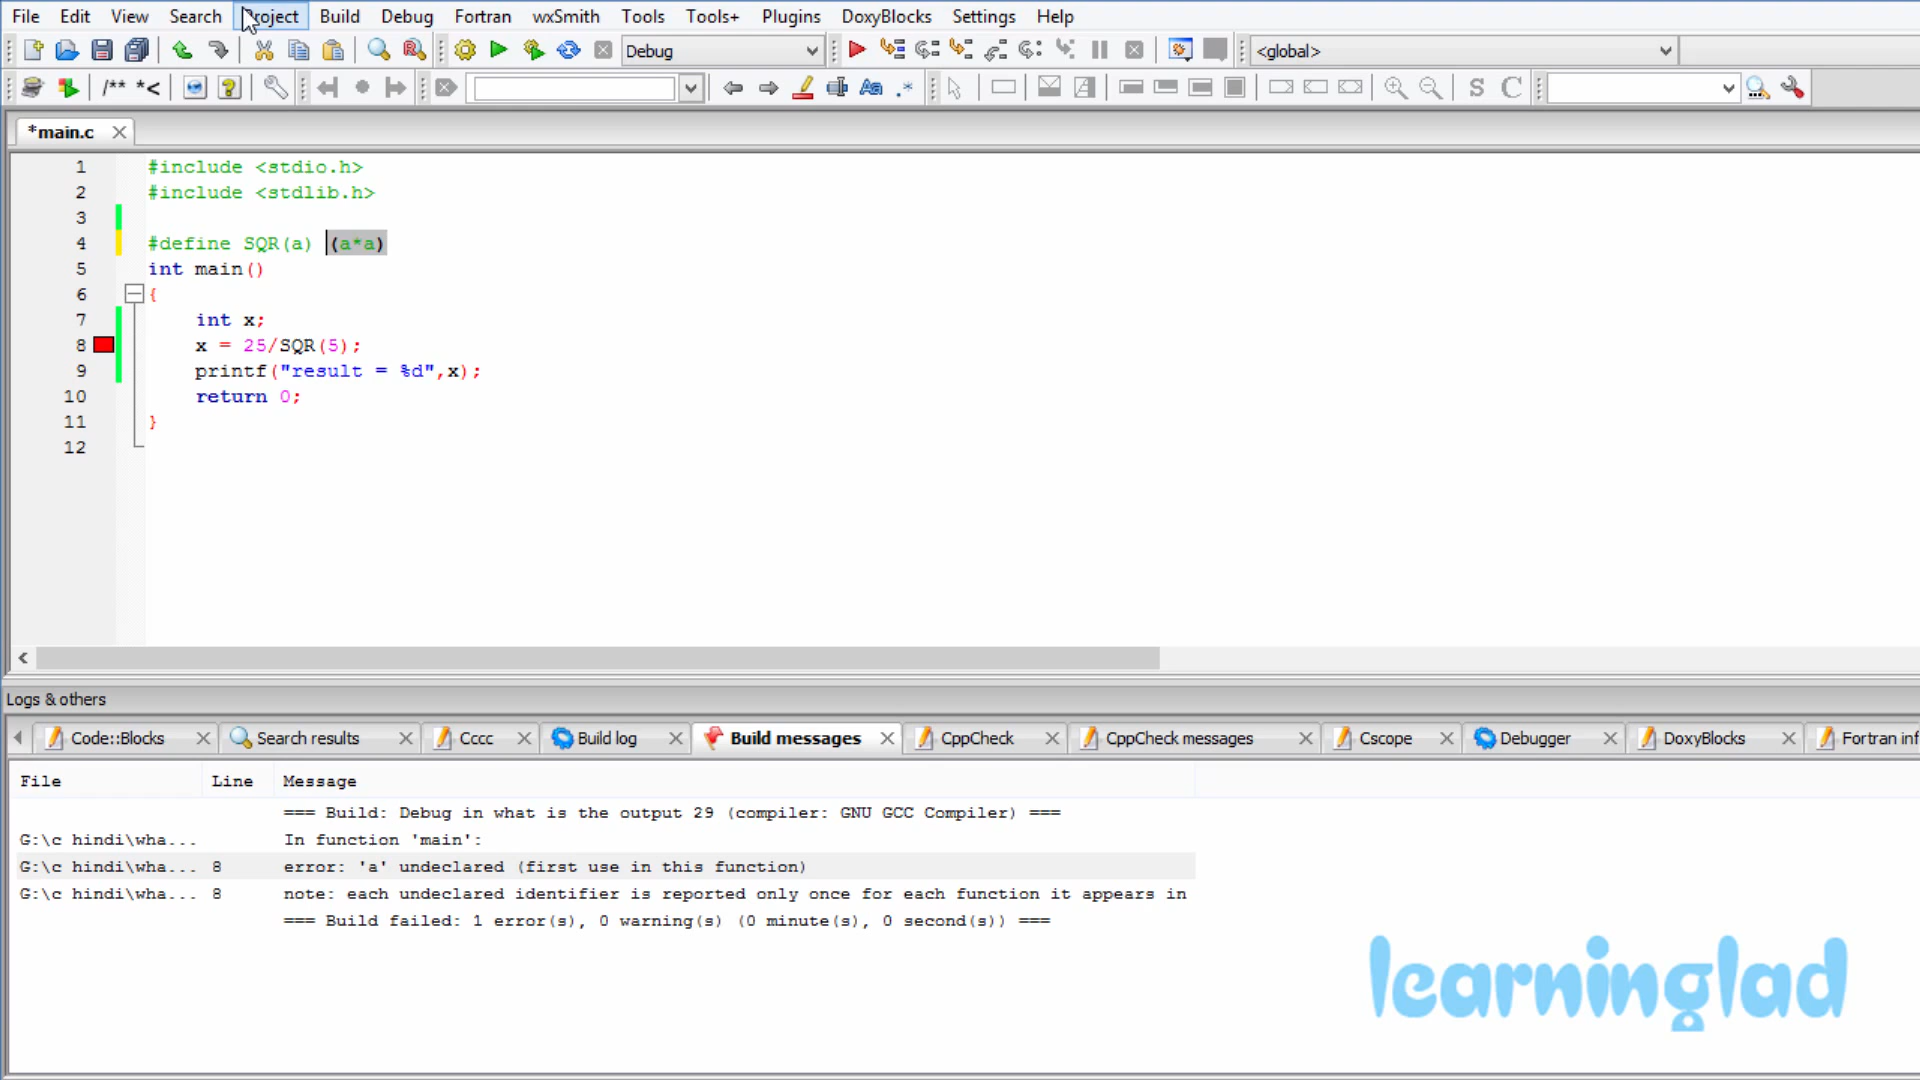 File Edit View Search Project Build Debug Fortran wxSmith Tools Tools+ Plugins DoxyBlocks Settings Help
Debug <global>
/** *< S C
*main.c
1 #include <stdio.h>
2 #include <stdlib.h>
3
4 #define SQR(a) (a*a)
5 int main()
6 {
7 int x;
8 x = 25/SQR(5);
9 printf("result = %d",x);
10 return 0;
11 }
12
Logs & others
Code::Blocks Search results Cccc Build log Build messages CppCheck CppCheck messages Cscope Debugger DoxyBlocks Fortran inf
File Line Message
=== Build: Debug in what is the output 29 (compiler: GNU GCC Compiler) ===
G:\c hindi\wha... In function 'main':
G:\c hindi\wha... 8 error: 'a' undeclared (first use in this function)
G:\c hindi\wha... 8 note: each undeclared identifier is reported only once for each function it appears in
=== Build failed: 1 error(s), 0 warning(s) (0 minute(s), 0 second(s)) ===
learninglad